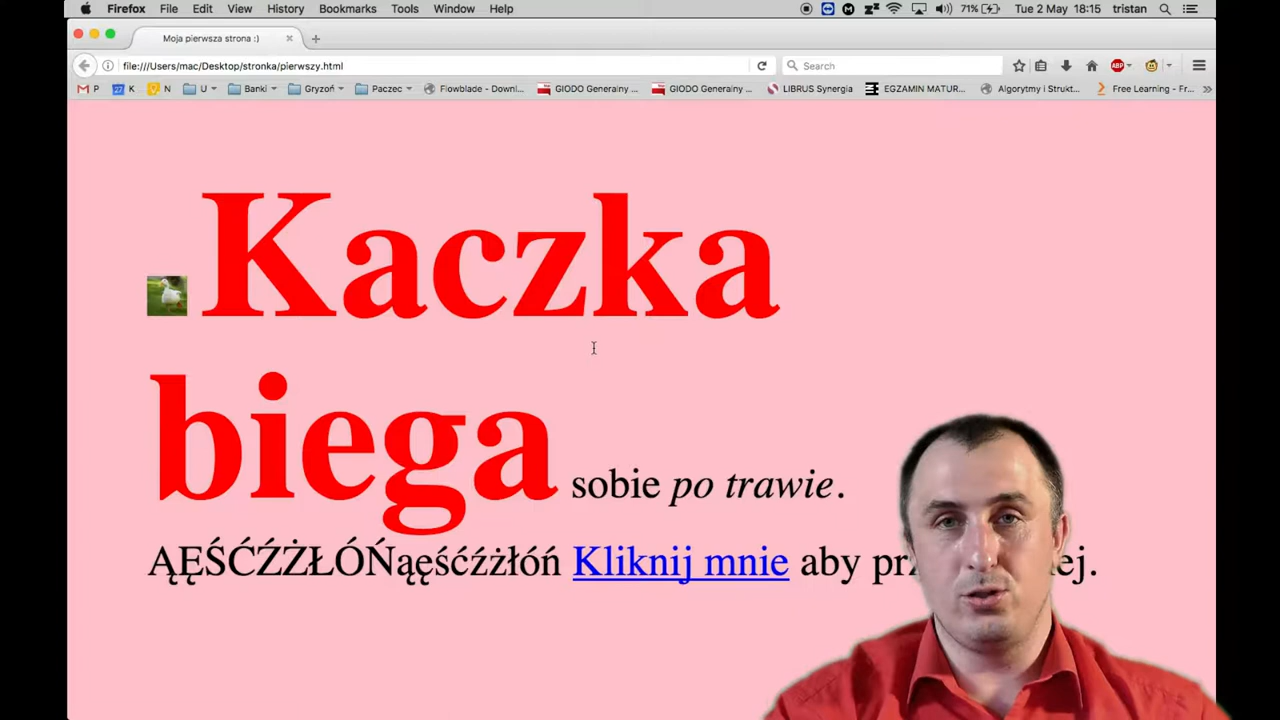 Firefox File Edit View History Bookmarks Tools Window Help 71% Tue 2 May 18:15 tristan
Moja pierwsza strona :)
file:///Users/mac/Desktop/stronka/pierwszy.html Search ABP
P 27 K N U Banki Gryzoń Paczec Flowblade - Downl... GIODO Generalny ... GIODO Generalny ... LIBRUS Synergia EGZAMIN MATUR... Algorytmy i Strukt... Free Learning - Fr...
Kaczka
biega sobie po trawie.
ĄĘŚĆŹŻŁÓŃąęśćźżłóń Kliknij mnie aby